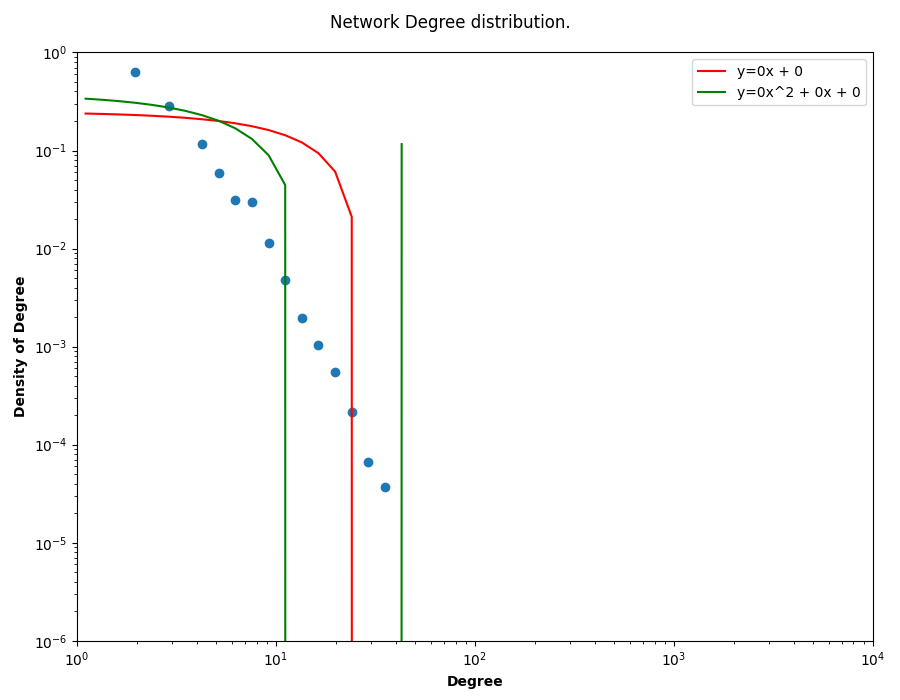 Network Degree distribution.
y=0x + 0
y=0x^2 + 0x + 0
Density of Degree
10^0
10^-1
10^-2
10^-3
10^-4
10^-5
10^-6
10^0 10^1 10^2 10^3 10^4
Degree